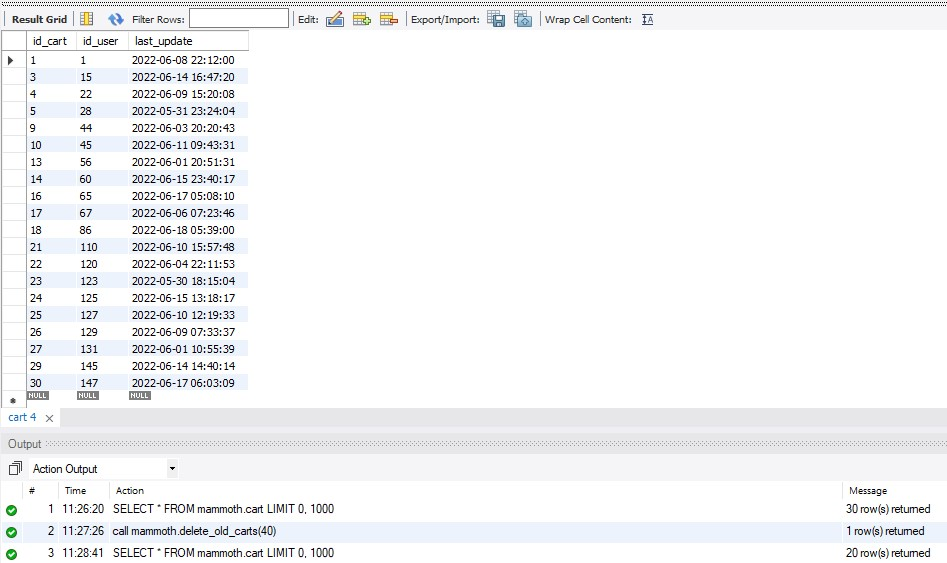 Result Grid Filter Rows: Edit: Export/Import: Wrap Cell Content: IA
id_cart id_user last_update
1 1 2022-06-08 22:12:00
3 15 2022-06-14 16:47:20
4 22 2022-06-09 15:20:08
5 28 2022-05-31 23:24:04
9 44 2022-06-03 20:20:43
10 45 2022-06-11 09:43:31
13 56 2022-06-01 20:51:31
14 60 2022-06-15 23:40:17
16 65 2022-06-17 05:08:10
17 67 2022-06-06 07:23:46
18 86 2022-06-18 05:39:00
21 110 2022-06-10 15:57:48
22 120 2022-06-04 22:11:53
23 123 2022-05-30 18:15:04
24 125 2022-06-15 13:18:17
25 127 2022-06-10 12:19:33
26 129 2022-06-09 07:33:37
27 131 2022-06-01 10:55:39
29 145 2022-06-14 14:40:14
30 147 2022-06-17 06:03:09
NULL NULL NULL
cart 4
Output
Action Output
# Time Action Message
1 11:26:20 SELECT * FROM mammoth.cart LIMIT 0, 1000 30 row(s) returned
2 11:27:26 call mammoth.delete_old_carts(40) 1 row(s) returned
3 11:28:41 SELECT * FROM mammoth.cart LIMIT 0, 1000 20 row(s) returned